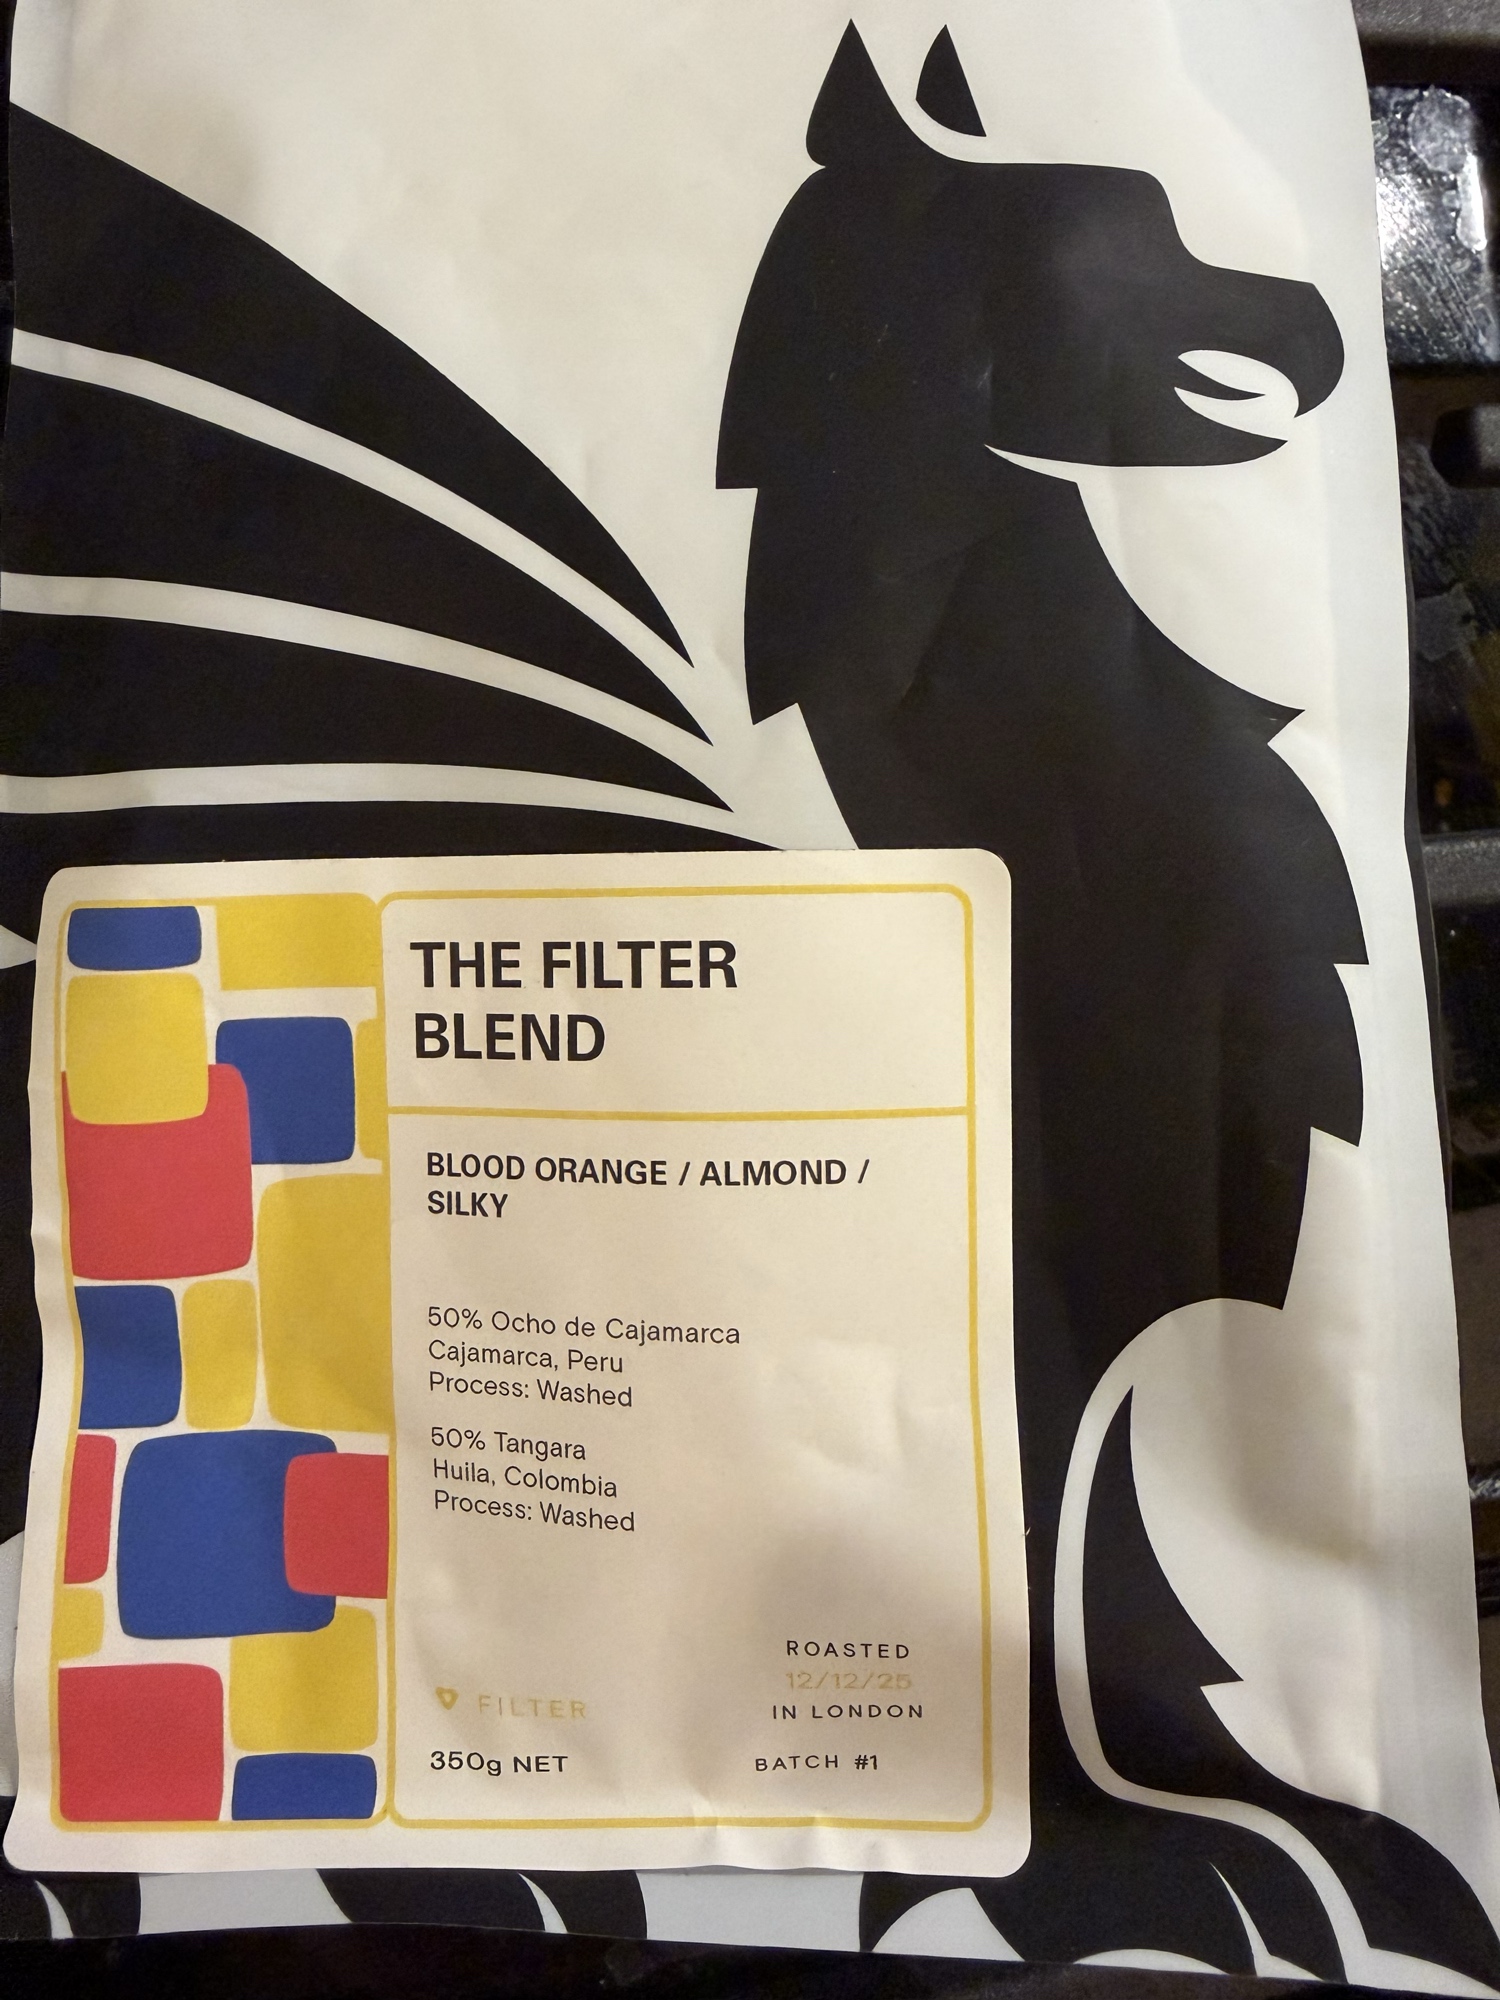 THE FILTER
BLEND
BLOOD ORANGE / ALMOND /
SILKY
50% Ocho de Cajamarca
Cajamarca, Peru
Process: Washed
50% Tangara
Huila, Colombia
Process: Washed
FILTER
350g NET
ROASTED
12/12/25
IN LONDON
BATCH #1